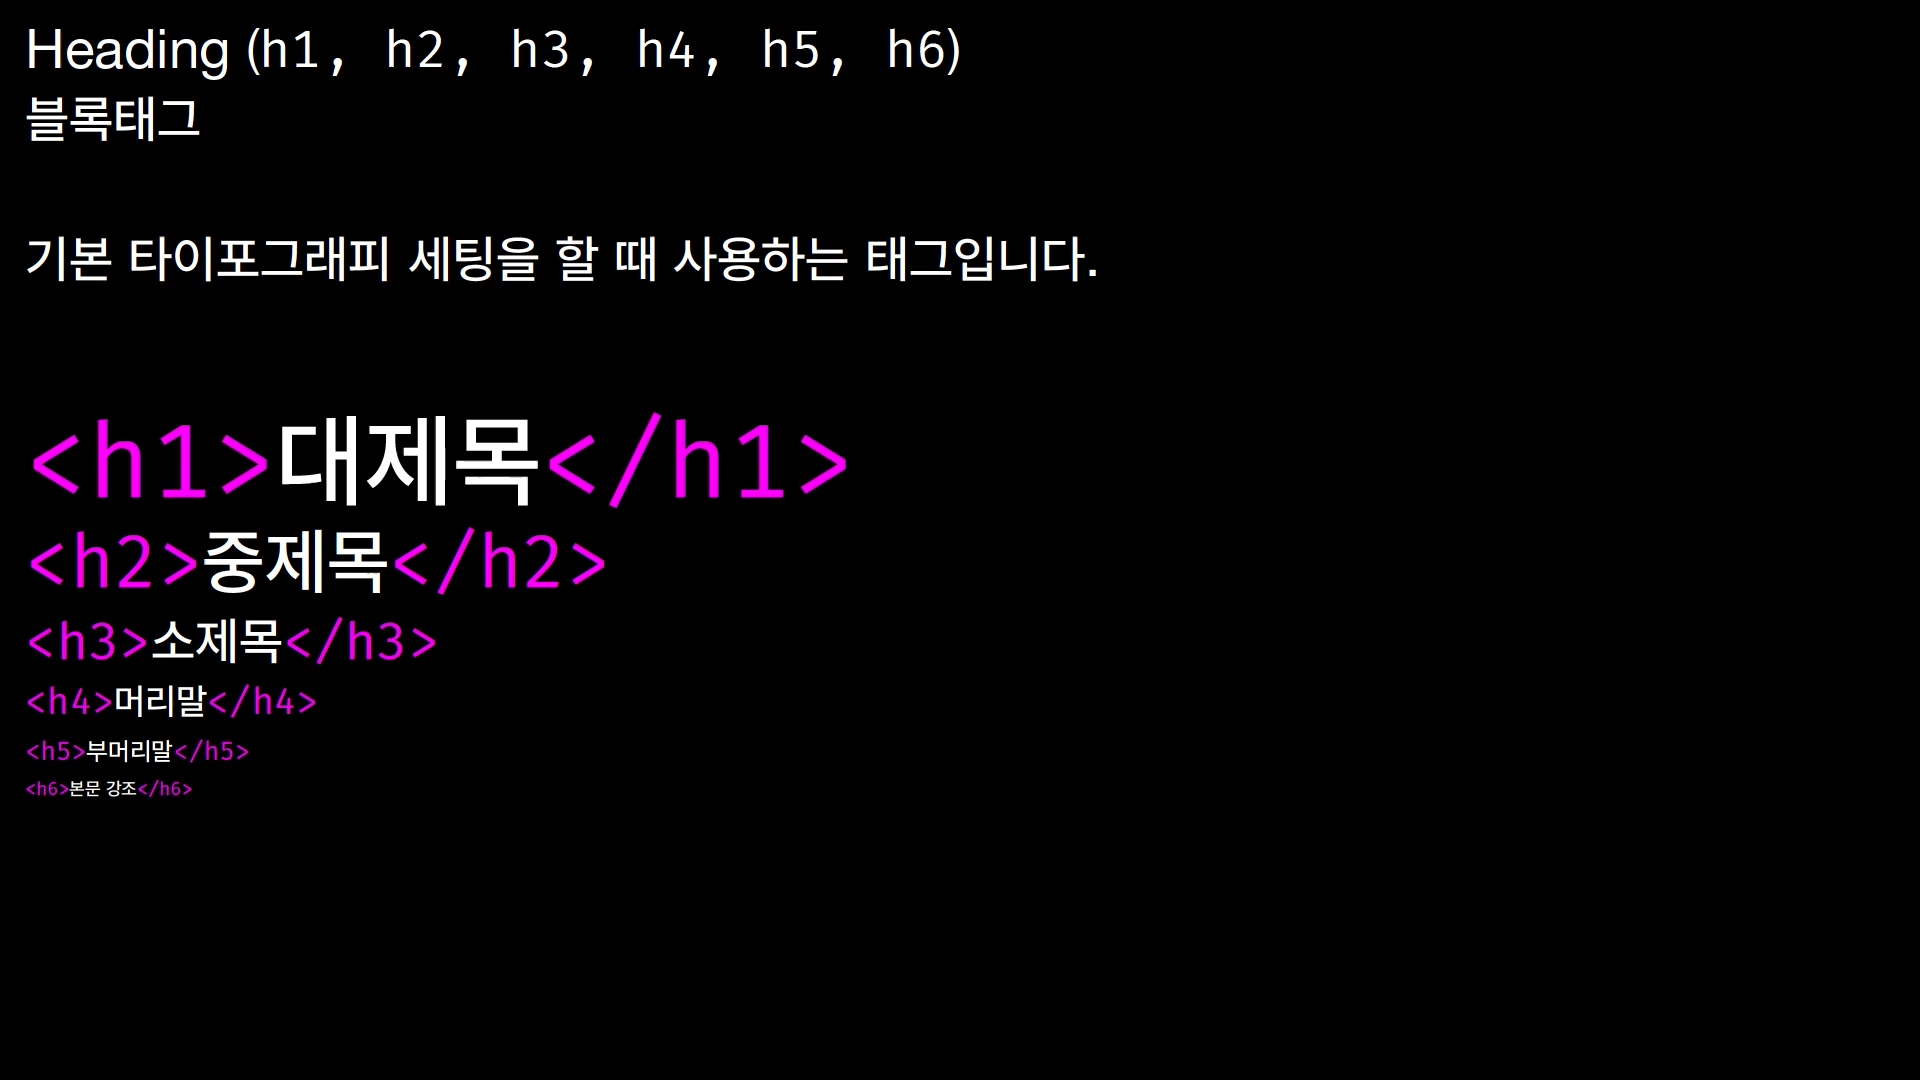 Heading (h1, h2, h3, h4, h5, h6)
블록태그
기본 타이포그래피 세팅을 할 때 사용하는 태그입니다.
<h1>대제목</h1>
<h2>중제목</h2>
<h3>소제목</h3>
<h4>머리말</h4>
<h5>부머리말</h5>
<h6>본문 강조</h6>